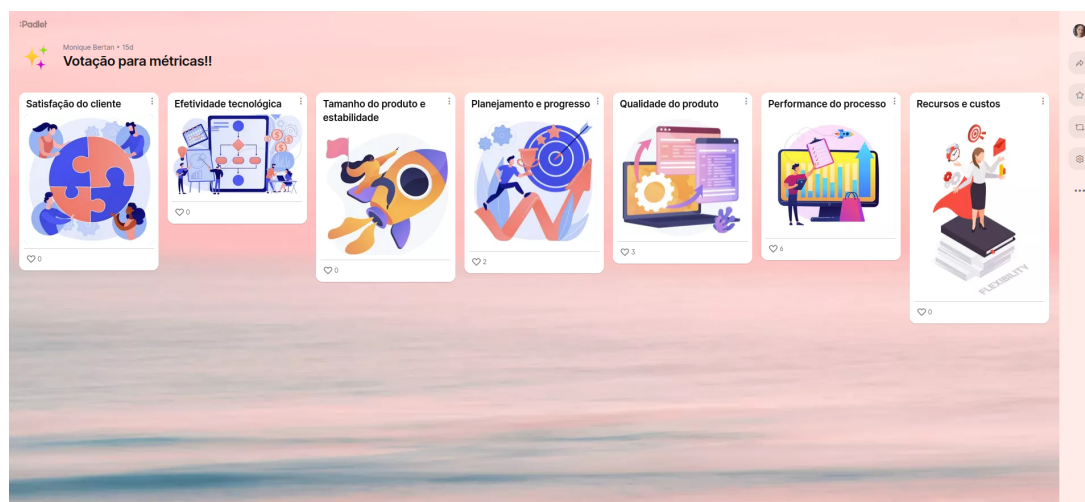 :Padlet
Monique Bertan • 15d
Votação para métricas!!
Satisfação do cliente
0
Efetividade tecnológica
0
Tamanho do produto e
estabilidade
0
Planejamento e progresso
2
Qualidade do produto
3
Performance do processo
6
Recursos e custos
FLEXIBILITY
0